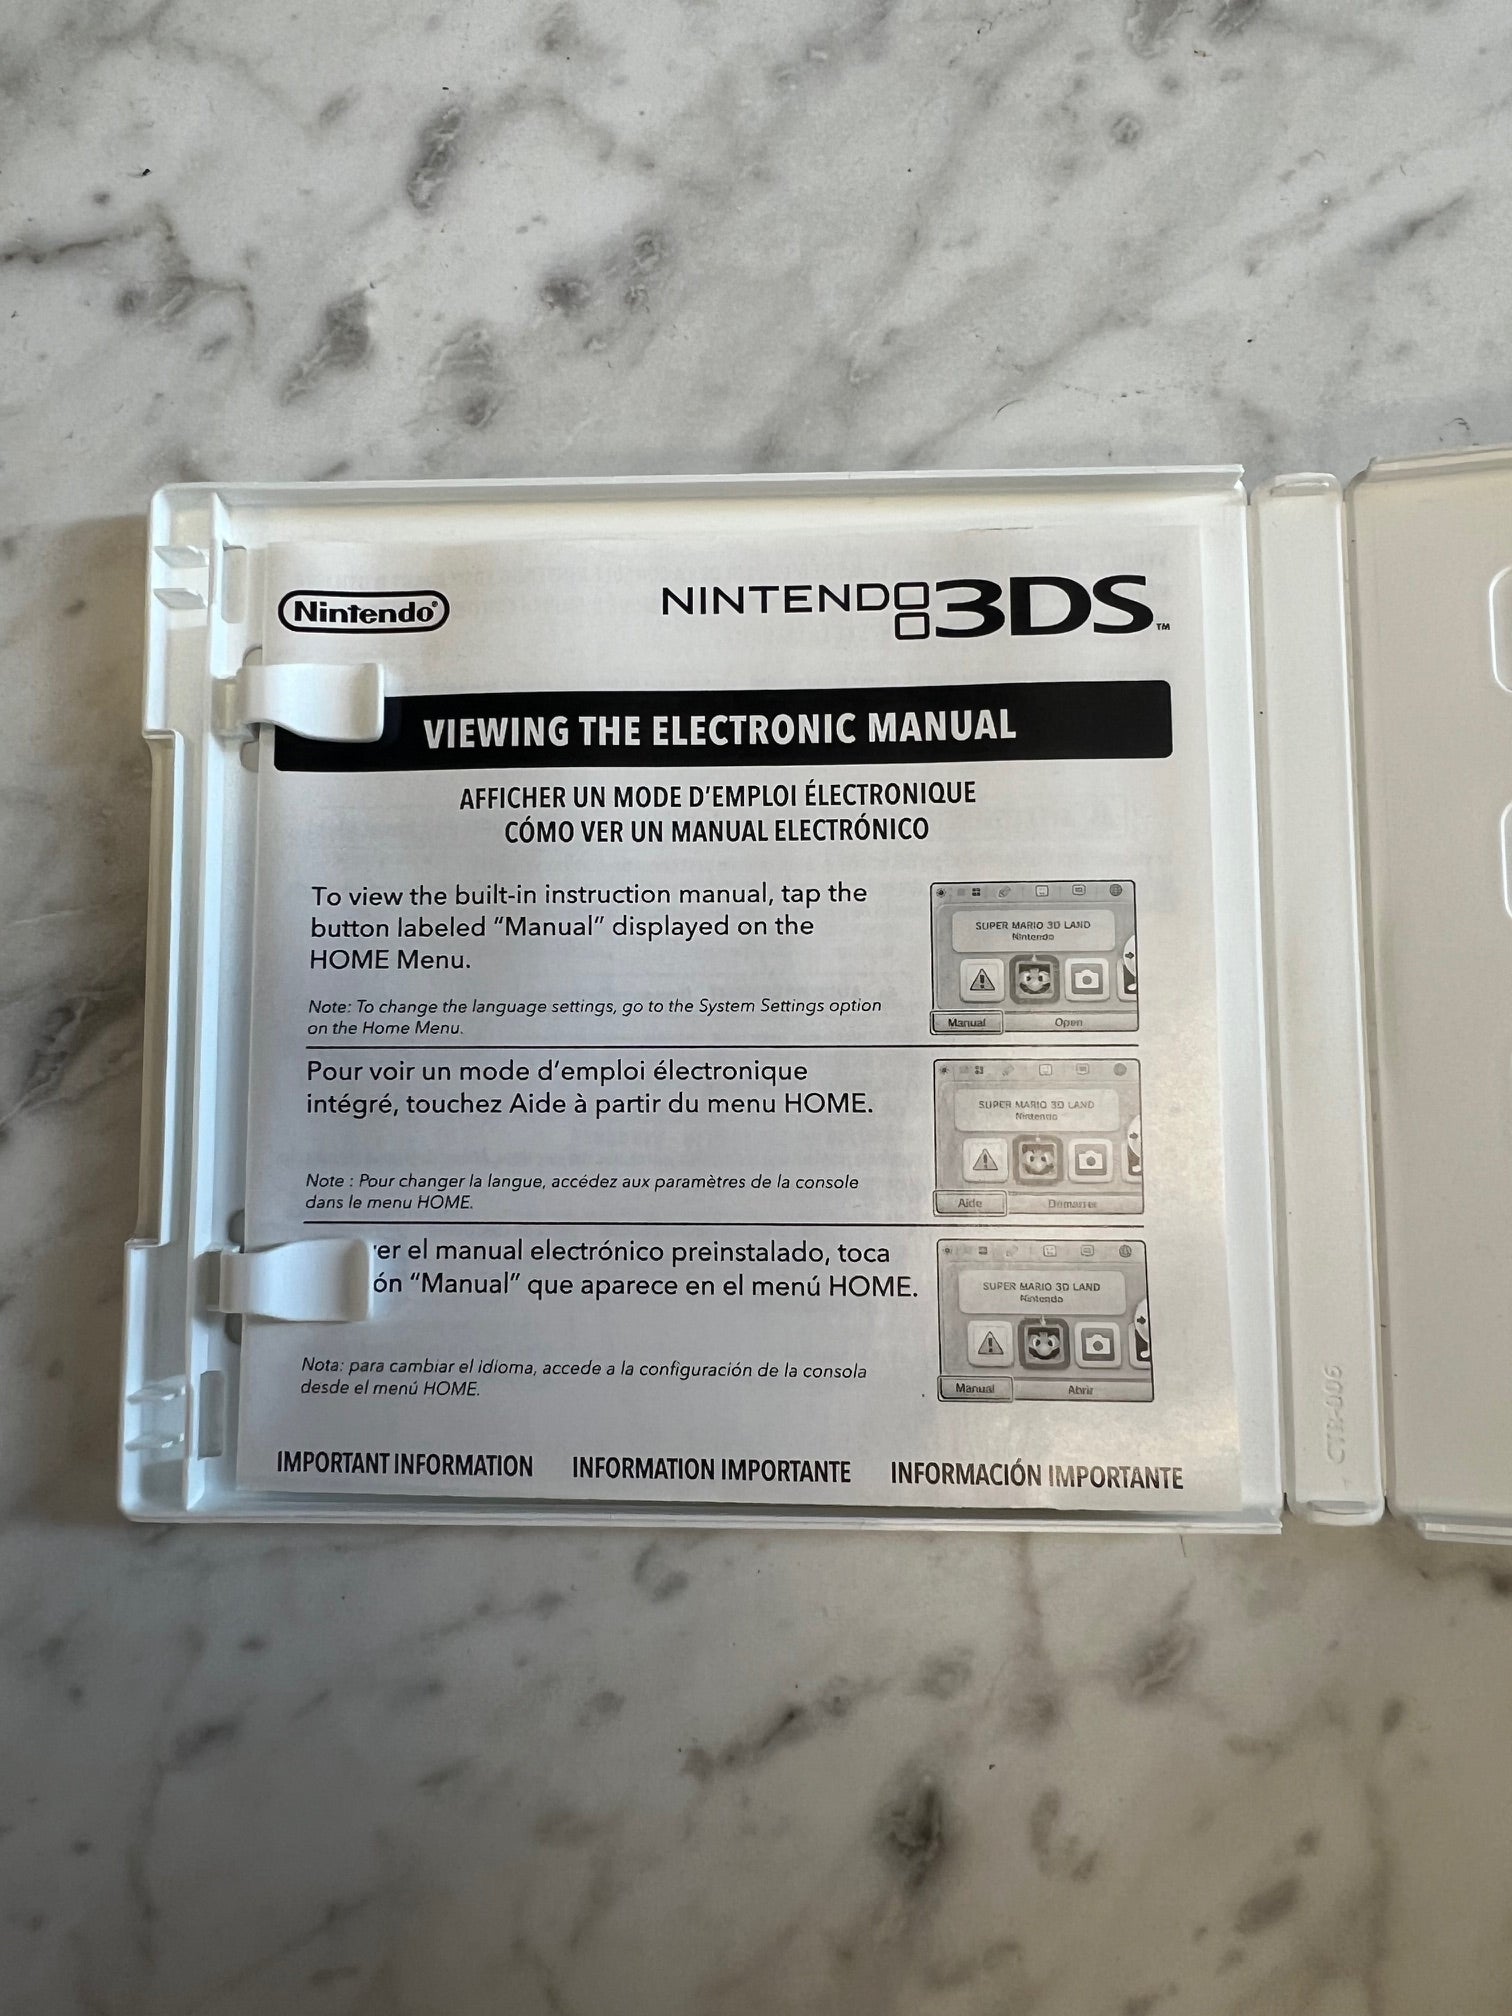 Nintendo®
NINTENDO3DS™
VIEWING THE ELECTRONIC MANUAL
AFFICHER UN MODE D'EMPLOI ÉLECTRONIQUE
CÓMO VER UN MANUAL ELECTRÓNICO
To view the built-in instruction manual, tap the
button labeled “Manual” displayed on the
HOME Menu.
Note: To change the language settings, go to the System Settings option
on the Home Menu.
SUPER MARIO 3D LAND
Nintendo
Manual Open
Pour voir un mode d’emploi électronique
intégré, touchez Aide à partir du menu HOME.
Note : Pour changer la langue, accédez aux paramètres de la console
dans le menu HOME.
SUPER MARIO 3D LAND
Nintendo
Aide Démarrer
er el manual electrónico preinstalado, toca
ón “Manual” que aparece en el menú HOME.
Nota: para cambiar el idioma, accede a la configuración de la consola
desde el menú HOME.
SUPER MARIO 3D LAND
Nintendo
Manual Abrir
IMPORTANT INFORMATION INFORMATION IMPORTANTE INFORMACIÓN IMPORTANTE
CTR-006